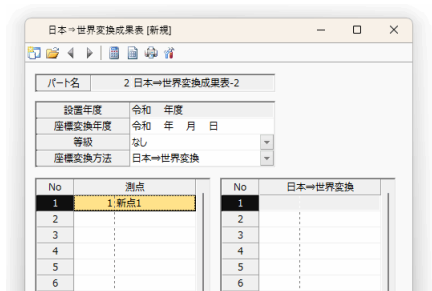 日本⇒世界変換成果表 [新規]
パート名 2 日本⇒世界変換成果表-2
設置年度 令和 年度
座標変換年度 令和 年 月 日
等級 なし
座標変換方法 日本⇒世界変換
No 測点 No 日本⇒世界変換
1 1 新点1 1
2 2
3 3
4 4
5 5
6 6